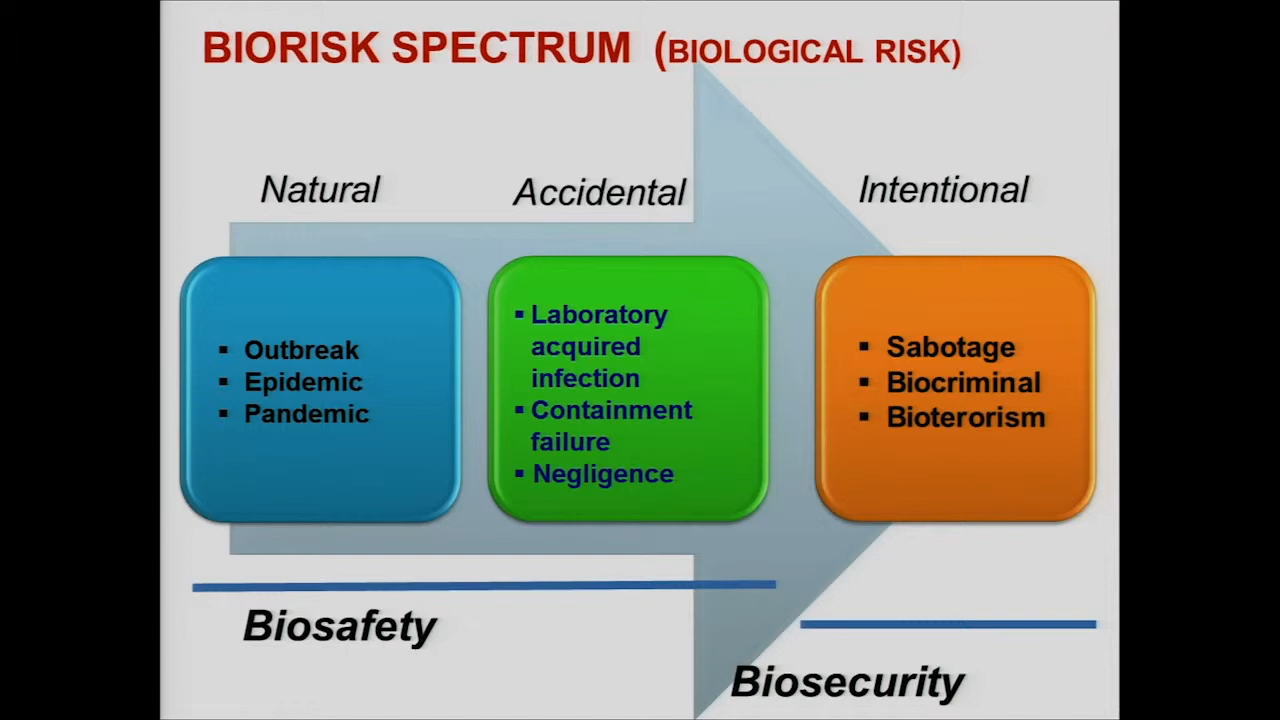 BIORISK SPECTRUM (BIOLOGICAL RISK)
Natural
Accidental
Intentional
▪ Outbreak
▪ Epidemic
▪ Pandemic
▪ Laboratory
acquired
infection
▪ Containment
failure
▪ Negligence
▪ Sabotage
▪ Biocriminal
▪ Bioterorism
Biosafety
Biosecurity